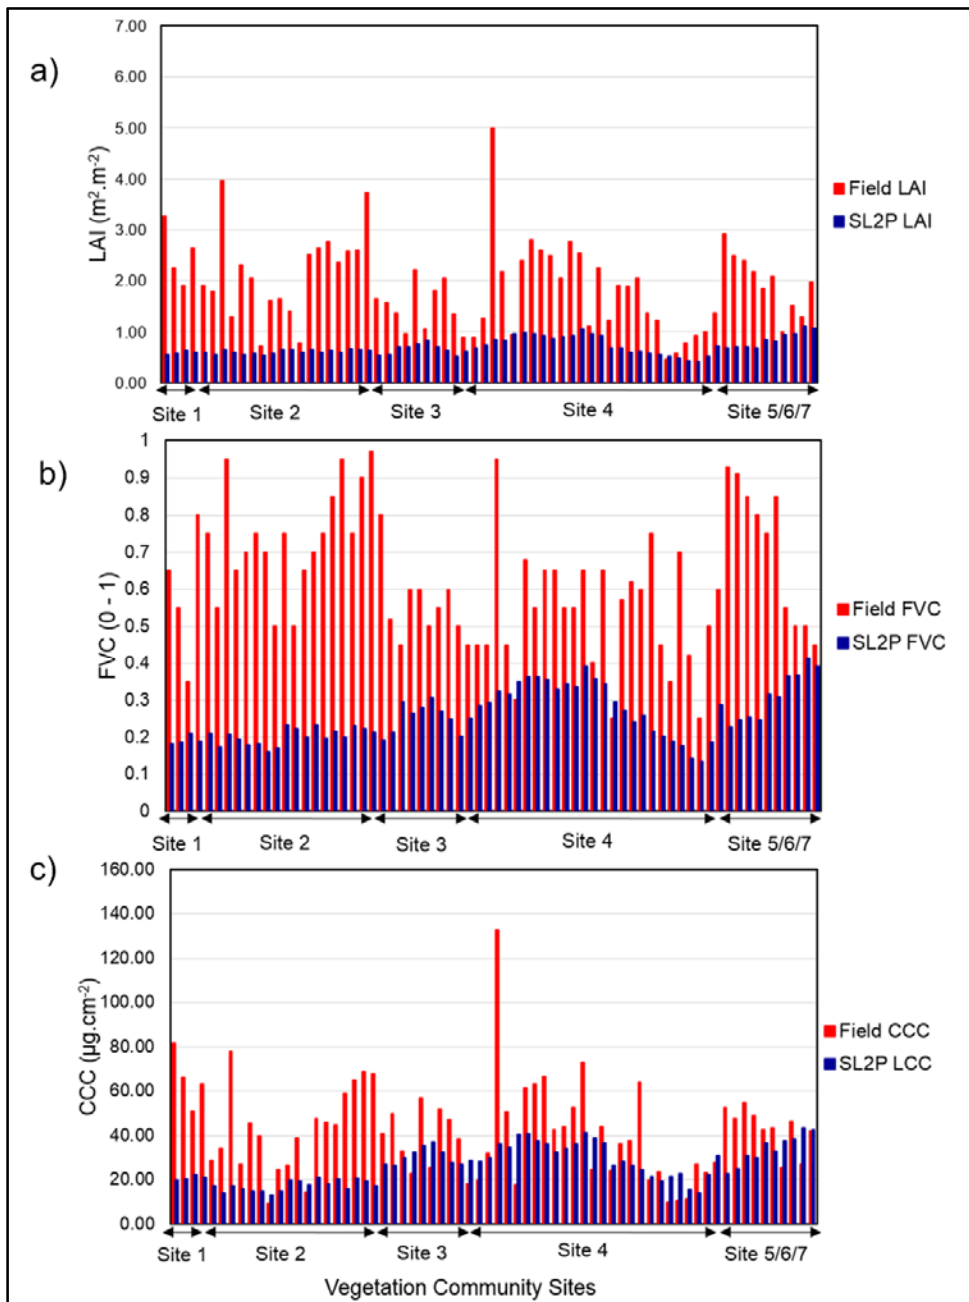 a)
7.00
6.00
5.00
4.00
3.00
2.00
1.00
0.00
LAI (m².m⁻²)
Field LAI
SL2P LAI
Site 1
Site 2
Site 3
Site 4
Site 5/6/7
b)
1
0.9
0.8
0.7
0.6
0.5
0.4
0.3
0.2
0.1
0
FVC (0 - 1)
Field FVC
SL2P FVC
Site 1
Site 2
Site 3
Site 4
Site 5/6/7
c)
160.00
140.00
120.00
100.00
80.00
60.00
40.00
20.00
0.00
CCC (µg.cm⁻²)
Field CCC
SL2P LCC
Site 1
Site 2
Site 3
Site 4
Site 5/6/7
Vegetation Community Sites